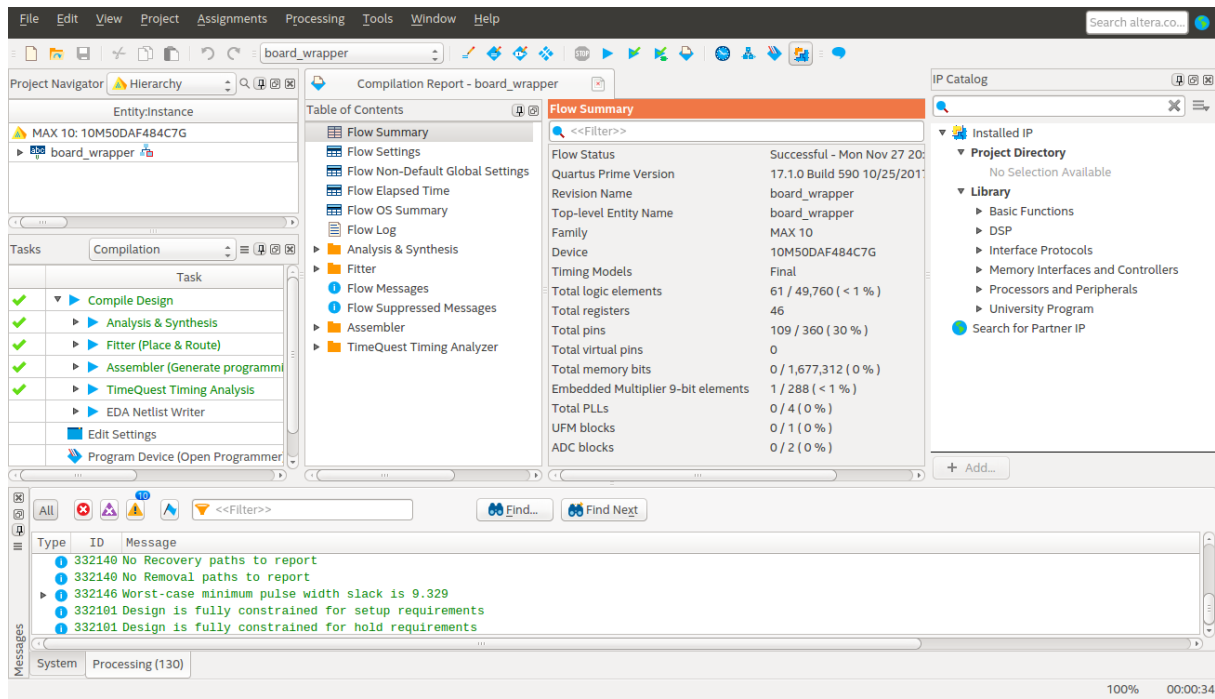 File Edit View Project Assignments Processing Tools Window Help
Search altera.co...
board_wrapper
Project Navigator Hierarchy
Entity:Instance
MAX 10: 10M50DAF484C7G
board_wrapper
Tasks Compilation
Task
Compile Design
Analysis & Synthesis
Fitter (Place & Route)
Assembler (Generate programmi
TimeQuest Timing Analysis
EDA Netlist Writer
Edit Settings
Program Device (Open Programmer
Compilation Report - board_wrapper
Table of Contents
Flow Summary
Flow Settings
Flow Non-Default Global Settings
Flow Elapsed Time
Flow OS Summary
Flow Log
Analysis & Synthesis
Fitter
Flow Messages
Flow Suppressed Messages
Assembler
TimeQuest Timing Analyzer
Flow Summary
<<Filter>>
Flow Status Successful - Mon Nov 27 20:
Quartus Prime Version 17.1.0 Build 590 10/25/2017
Revision Name board_wrapper
Top-level Entity Name board_wrapper
Family MAX 10
Device 10M50DAF484C7G
Timing Models Final
Total logic elements 61 / 49,760 ( < 1 % )
Total registers 46
Total pins 109 / 360 ( 30 % )
Total virtual pins 0
Total memory bits 0 / 1,677,312 ( 0 % )
Embedded Multiplier 9-bit elements 1 / 288 ( < 1 % )
Total PLLs 0 / 4 ( 0 % )
UFM blocks 0 / 1 ( 0 % )
ADC blocks 0 / 2 ( 0 % )
IP Catalog
Installed IP
Project Directory
No Selection Available
Library
Basic Functions
DSP
Interface Protocols
Memory Interfaces and Controllers
Processors and Peripherals
University Program
Search for Partner IP
+ Add...
All 10 <<Filter>> Find... Find Next
Type ID Message
332140 No Recovery paths to report
332140 No Removal paths to report
332146 Worst-case minimum pulse width slack is 9.329
332101 Design is fully constrained for setup requirements
332101 Design is fully constrained for hold requirements
Messages
System Processing (130)
100% 00:00:34